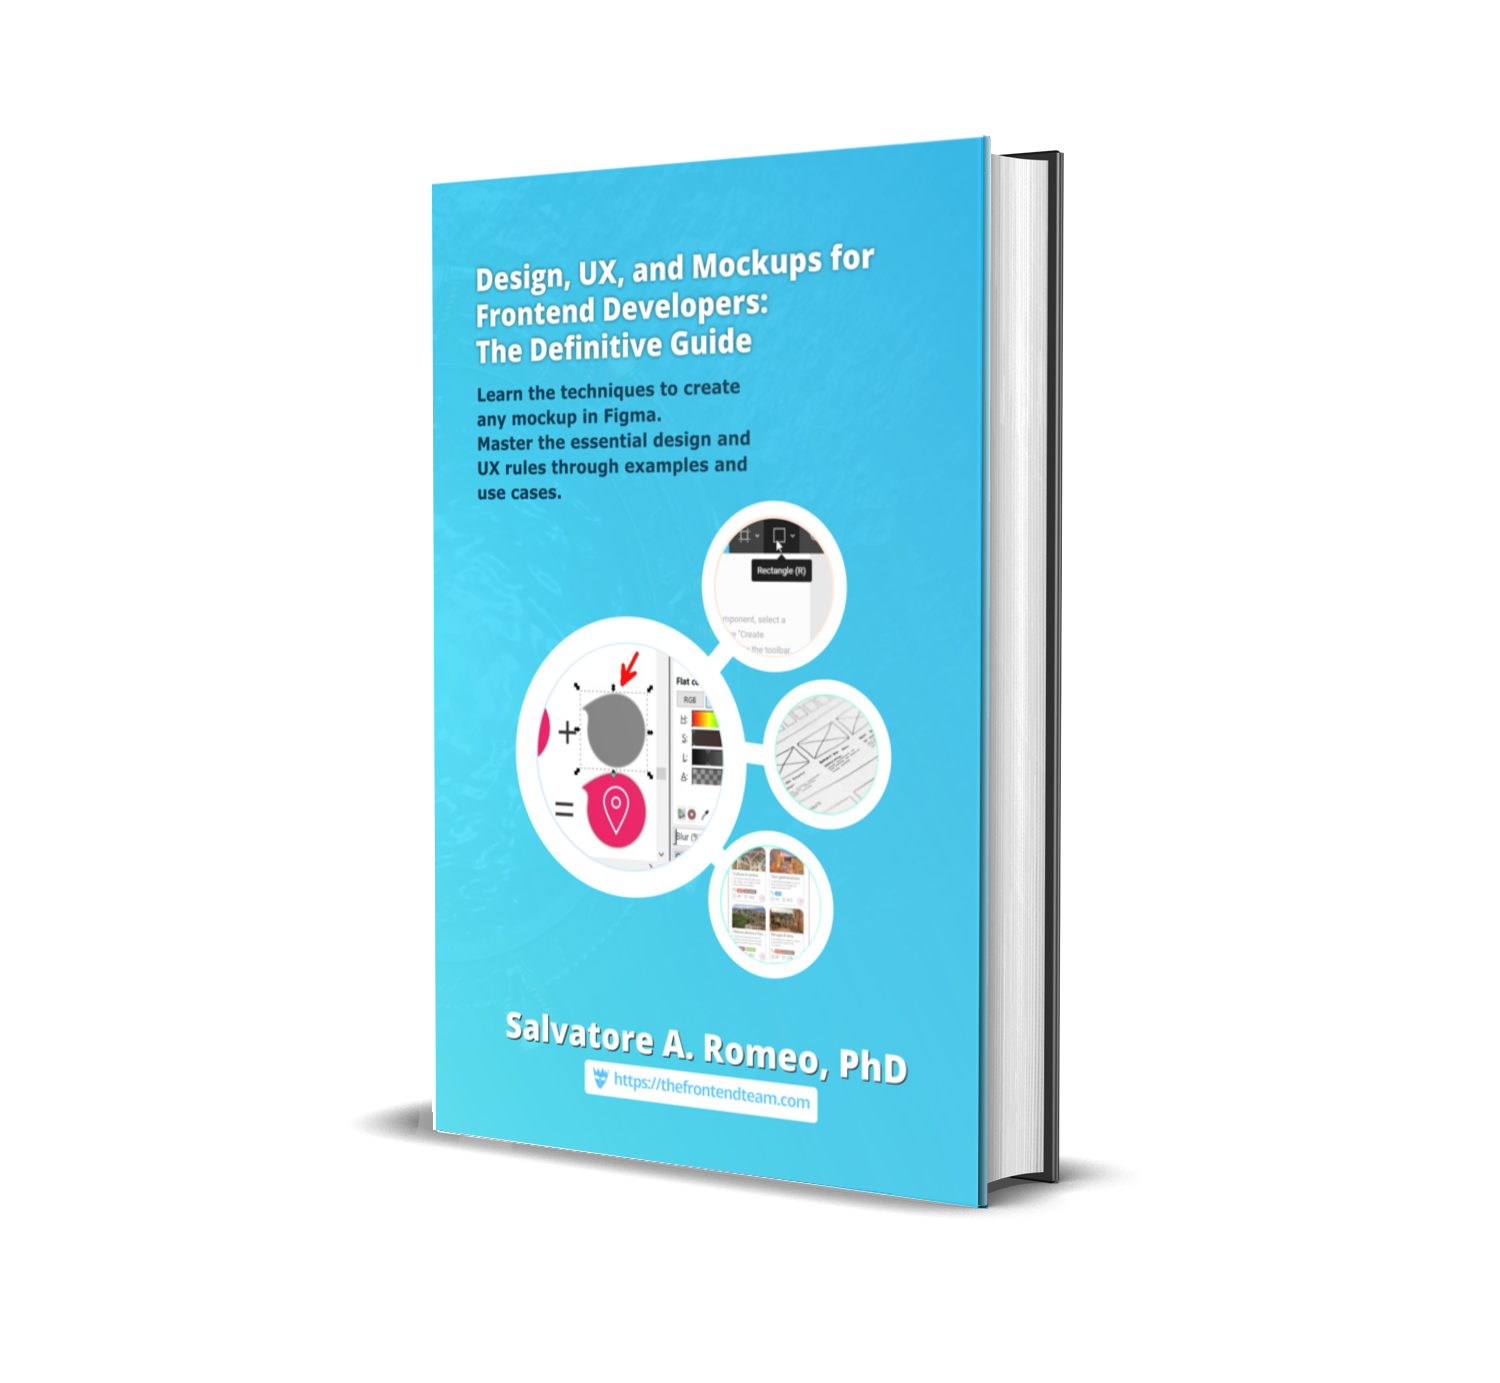 Design, UX, and Mockups for
Frontend Developers:
The Definitive Guide
Learn the techniques to create
any mockup in Figma.
Master the essential design and
UX rules through examples and
use cases.
Rectangle (R)
mponent, select a
"Create
the toolbar.
Flat
RGB
H:
S:
L:
A:
+
=
Blur (%
Salvatore A. Romeo, PhD
https://thefrontendteam.com